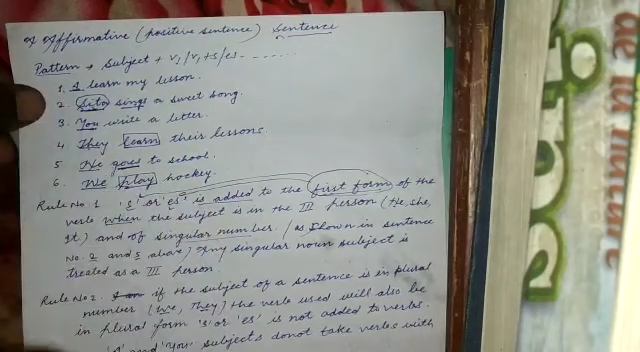 Affirmative (positive sentence) Sentence
Pattern → Subject + V1/V1+s/es-------
1. I learn my lesson.
2. Sita sings a sweet song.
3. You write a letter.
4 They learn their lessons.
5 He goes to school.
6. We play hockey.
Rule No. 1 's' or 'es' is added to the first form of the
verb when the subject is in the III person (He, She,
It.) and of singular number. (as shown in sentence
No. 2 and 5 above) Any singular noun subject is
treated as a III person.
Rule No 2. if the subject of a sentence is in plural
number (We, They) the verb used will also be
in plural form 's' or 'es' is not added to verbs.
'I' and 'You' subjects donot take verbs with